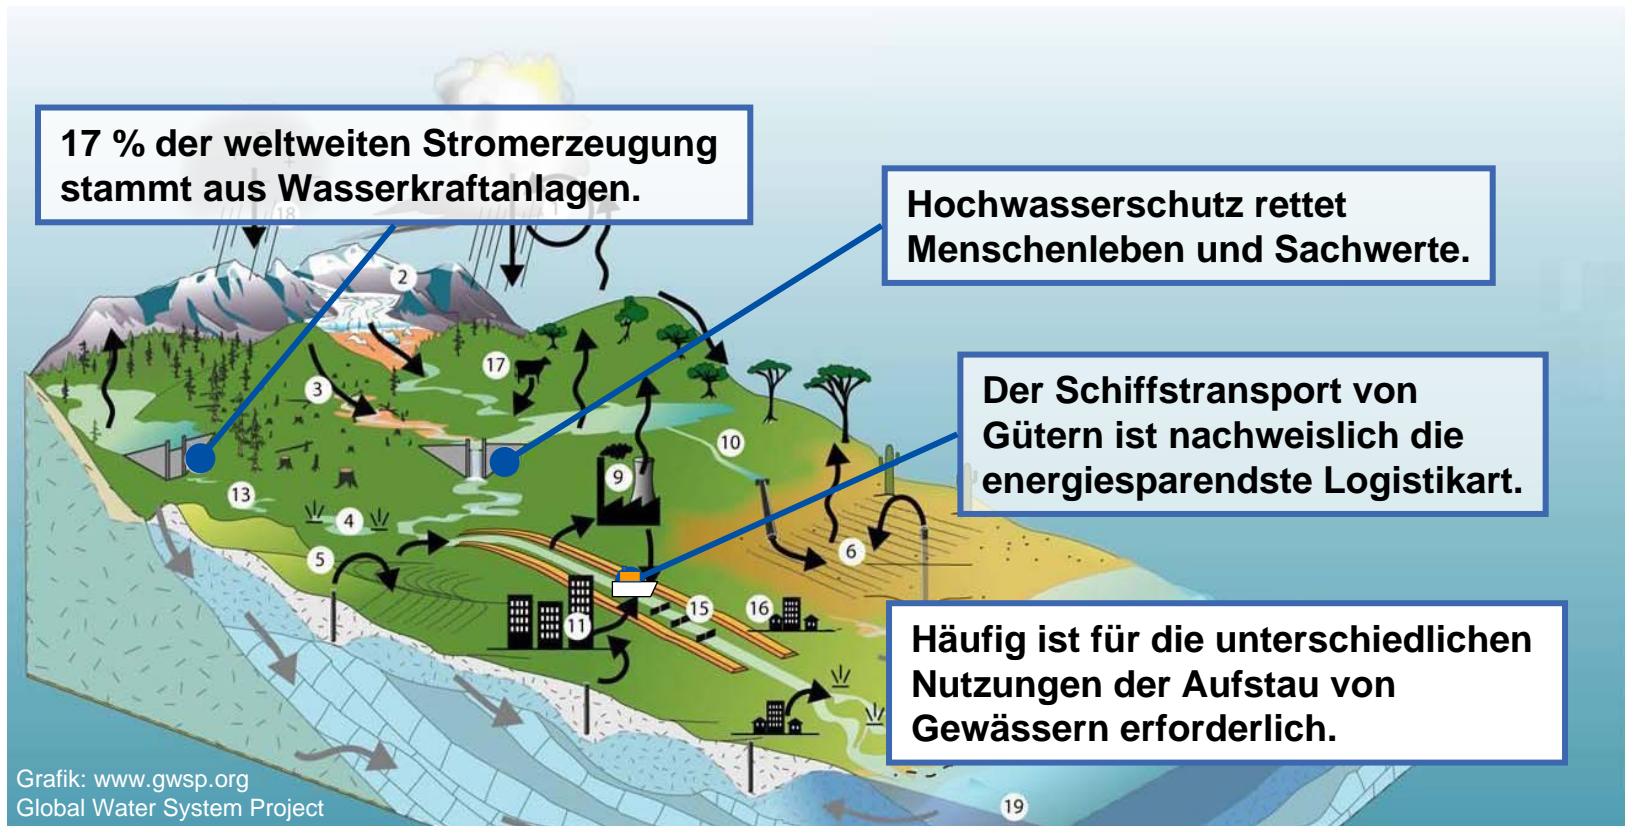 17 % der weltweiten Stromerzeugung
stammt aus Wasserkraftanlagen.
Hochwasserschutz rettet
Menschenleben und Sachwerte.
Der Schiffstransport von
Gütern ist nachweislich die
energiesparendste Logistikart.
Häufig ist für die unterschiedlichen
Nutzungen der Aufstau von
Gewässern erforderlich.
18
1
2
17
3
10
9
13
4
6
5
15
16
11
19
Grafik: www.gwsp.org
Global Water System Project